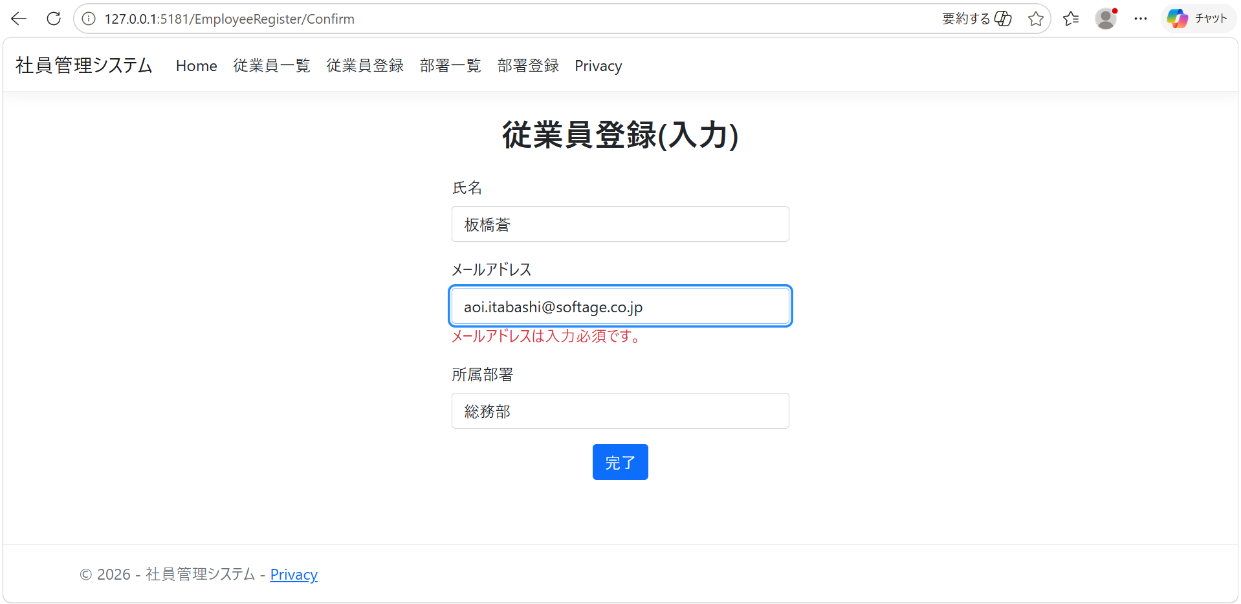 127.0.0.1:5181/EmployeeRegister/Confirm 要約する チャット
社員管理システム Home 従業員一覧 従業員登録 部署一覧 部署登録 Privacy
従業員登録(入力)
氏名
板橋蒼
メールアドレス
aoi.itabashi@softage.co.jp
メールアドレスは入力必須です。
所属部署
総務部
完了
© 2026 - 社員管理システム - Privacy